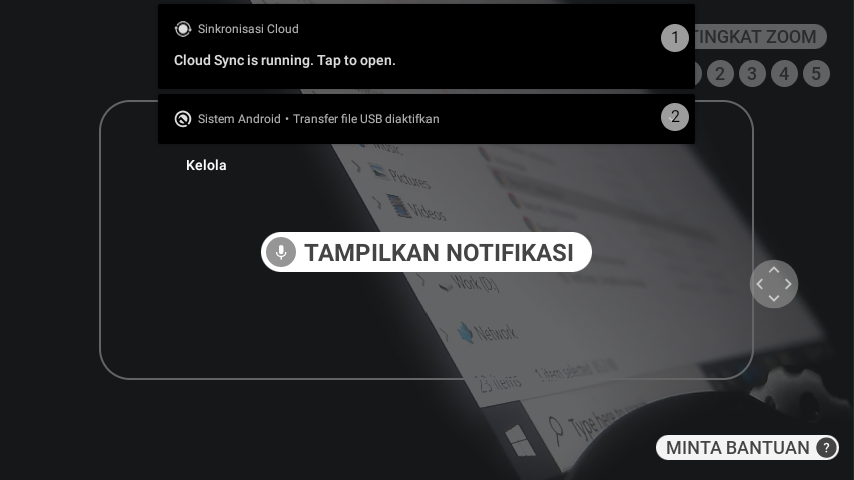 Sinkronisasi Cloud
Cloud Sync is running. Tap to open.
1
TINGKAT ZOOM
2 3 4 5
Sistem Android • Transfer file USB diaktifkan
2
Music
Kelola
Pictures
Videos
TAMPILKAN NOTIFIKASI
Work (D:)
Network
23 items
1 item selected
Type here to
MINTA BANTUAN ?